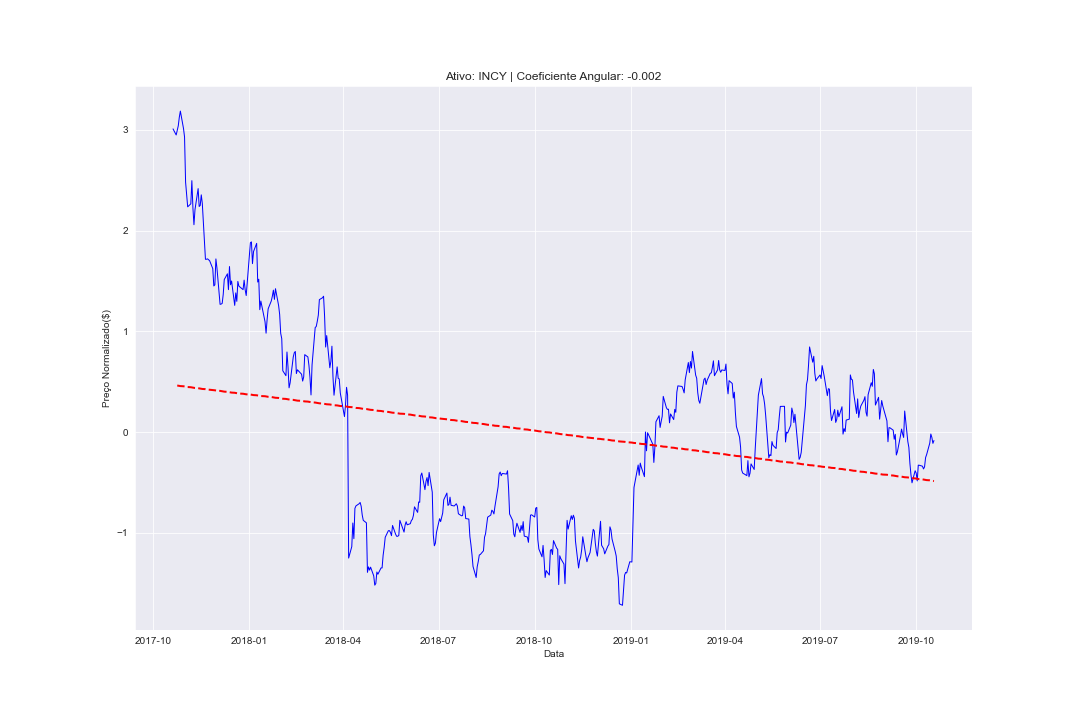 Ativo: INCY | Coeficiente Angular: -0.002
Preço Normalizado($)
3
2
1
0
−1
2017-10 2018-01 2018-04 2018-07 2018-10 2019-01 2019-04 2019-07 2019-10
Data